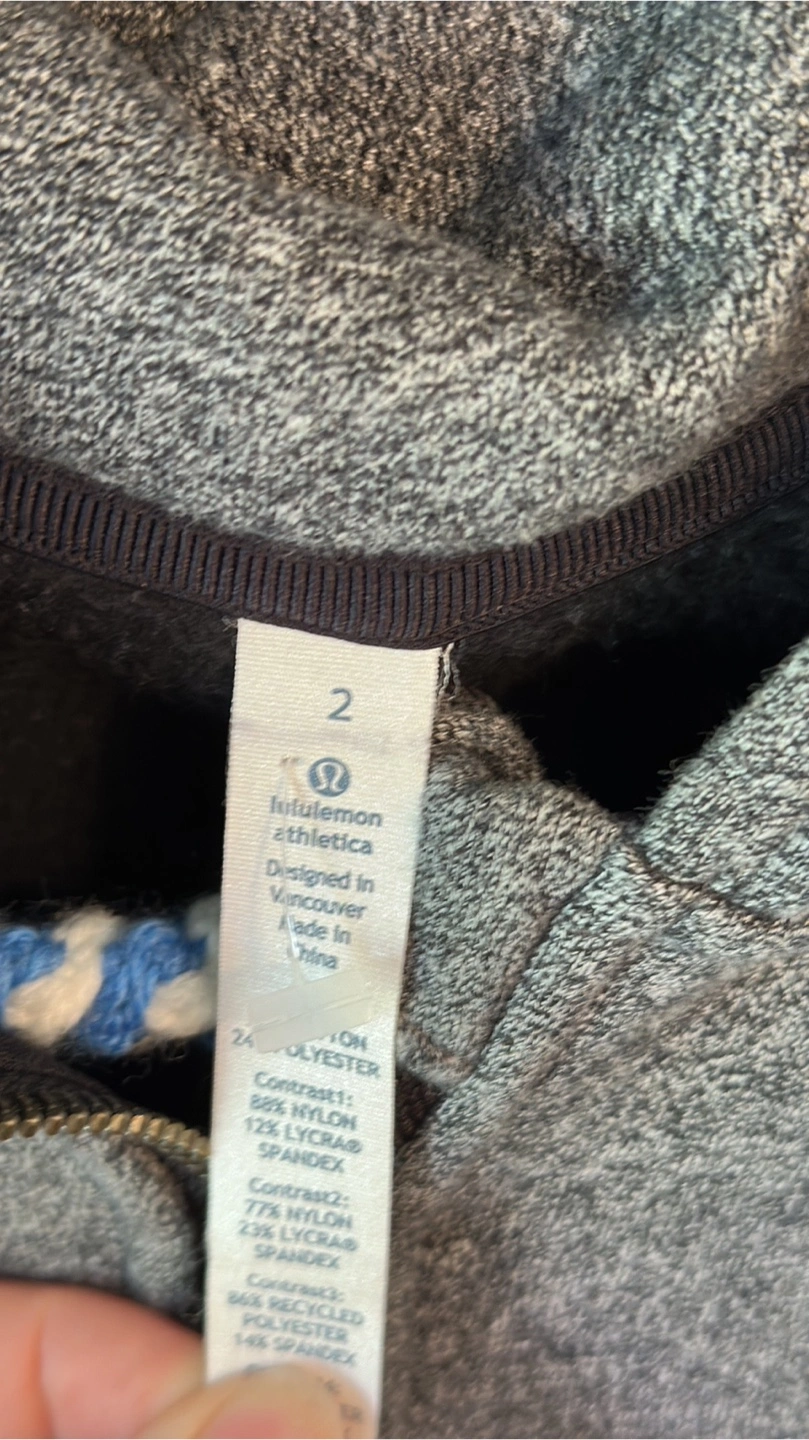 2
lululemon
athletica
Designed in
Vancouver
Made in
China
POLYESTER
Contrast1:
88% NYLON
12% LYCRA®
SPANDEX
Contrast2:
77% NYLON
23% LYCRA®
SPANDEX
Contrast3:
86% RECYCLED
POLYESTER
14% SPANDEX